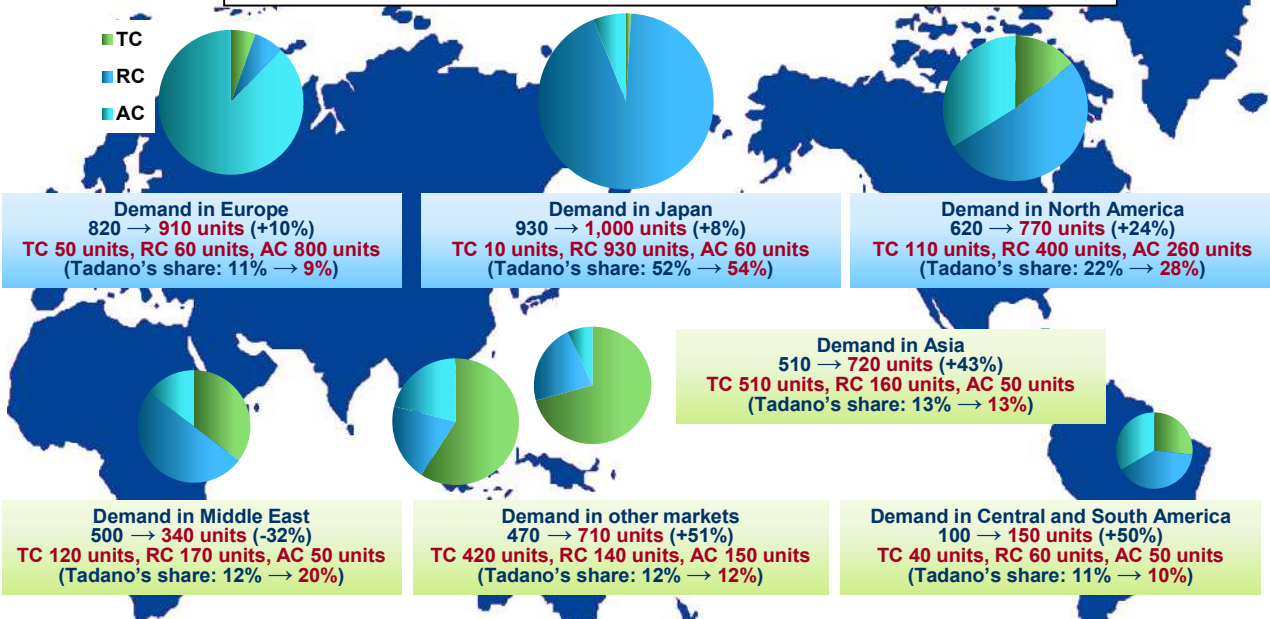 TC
RC
AC
Demand in Europe
820 → 910 units (+10%)
TC 50 units, RC 60 units, AC 800 units
(Tadano's share: 11% → 9%)
Demand in Japan
930 → 1,000 units (+8%)
TC 10 units, RC 930 units, AC 60 units
(Tadano's share: 52% → 54%)
Demand in North America
620 → 770 units (+24%)
TC 110 units, RC 400 units, AC 260 units
(Tadano's share: 22% → 28%)
Demand in Asia
510 → 720 units (+43%)
TC 510 units, RC 160 units, AC 50 units
(Tadano's share: 13% → 13%)
Demand in Middle East
500 → 340 units (-32%)
TC 120 units, RC 170 units, AC 50 units
(Tadano's share: 12% → 20%)
Demand in other markets
470 → 710 units (+51%)
TC 420 units, RC 140 units, AC 150 units
(Tadano's share: 12% → 12%)
Demand in Central and South America
100 → 150 units (+50%)
TC 40 units, RC 60 units, AC 50 units
(Tadano's share: 11% → 10%)